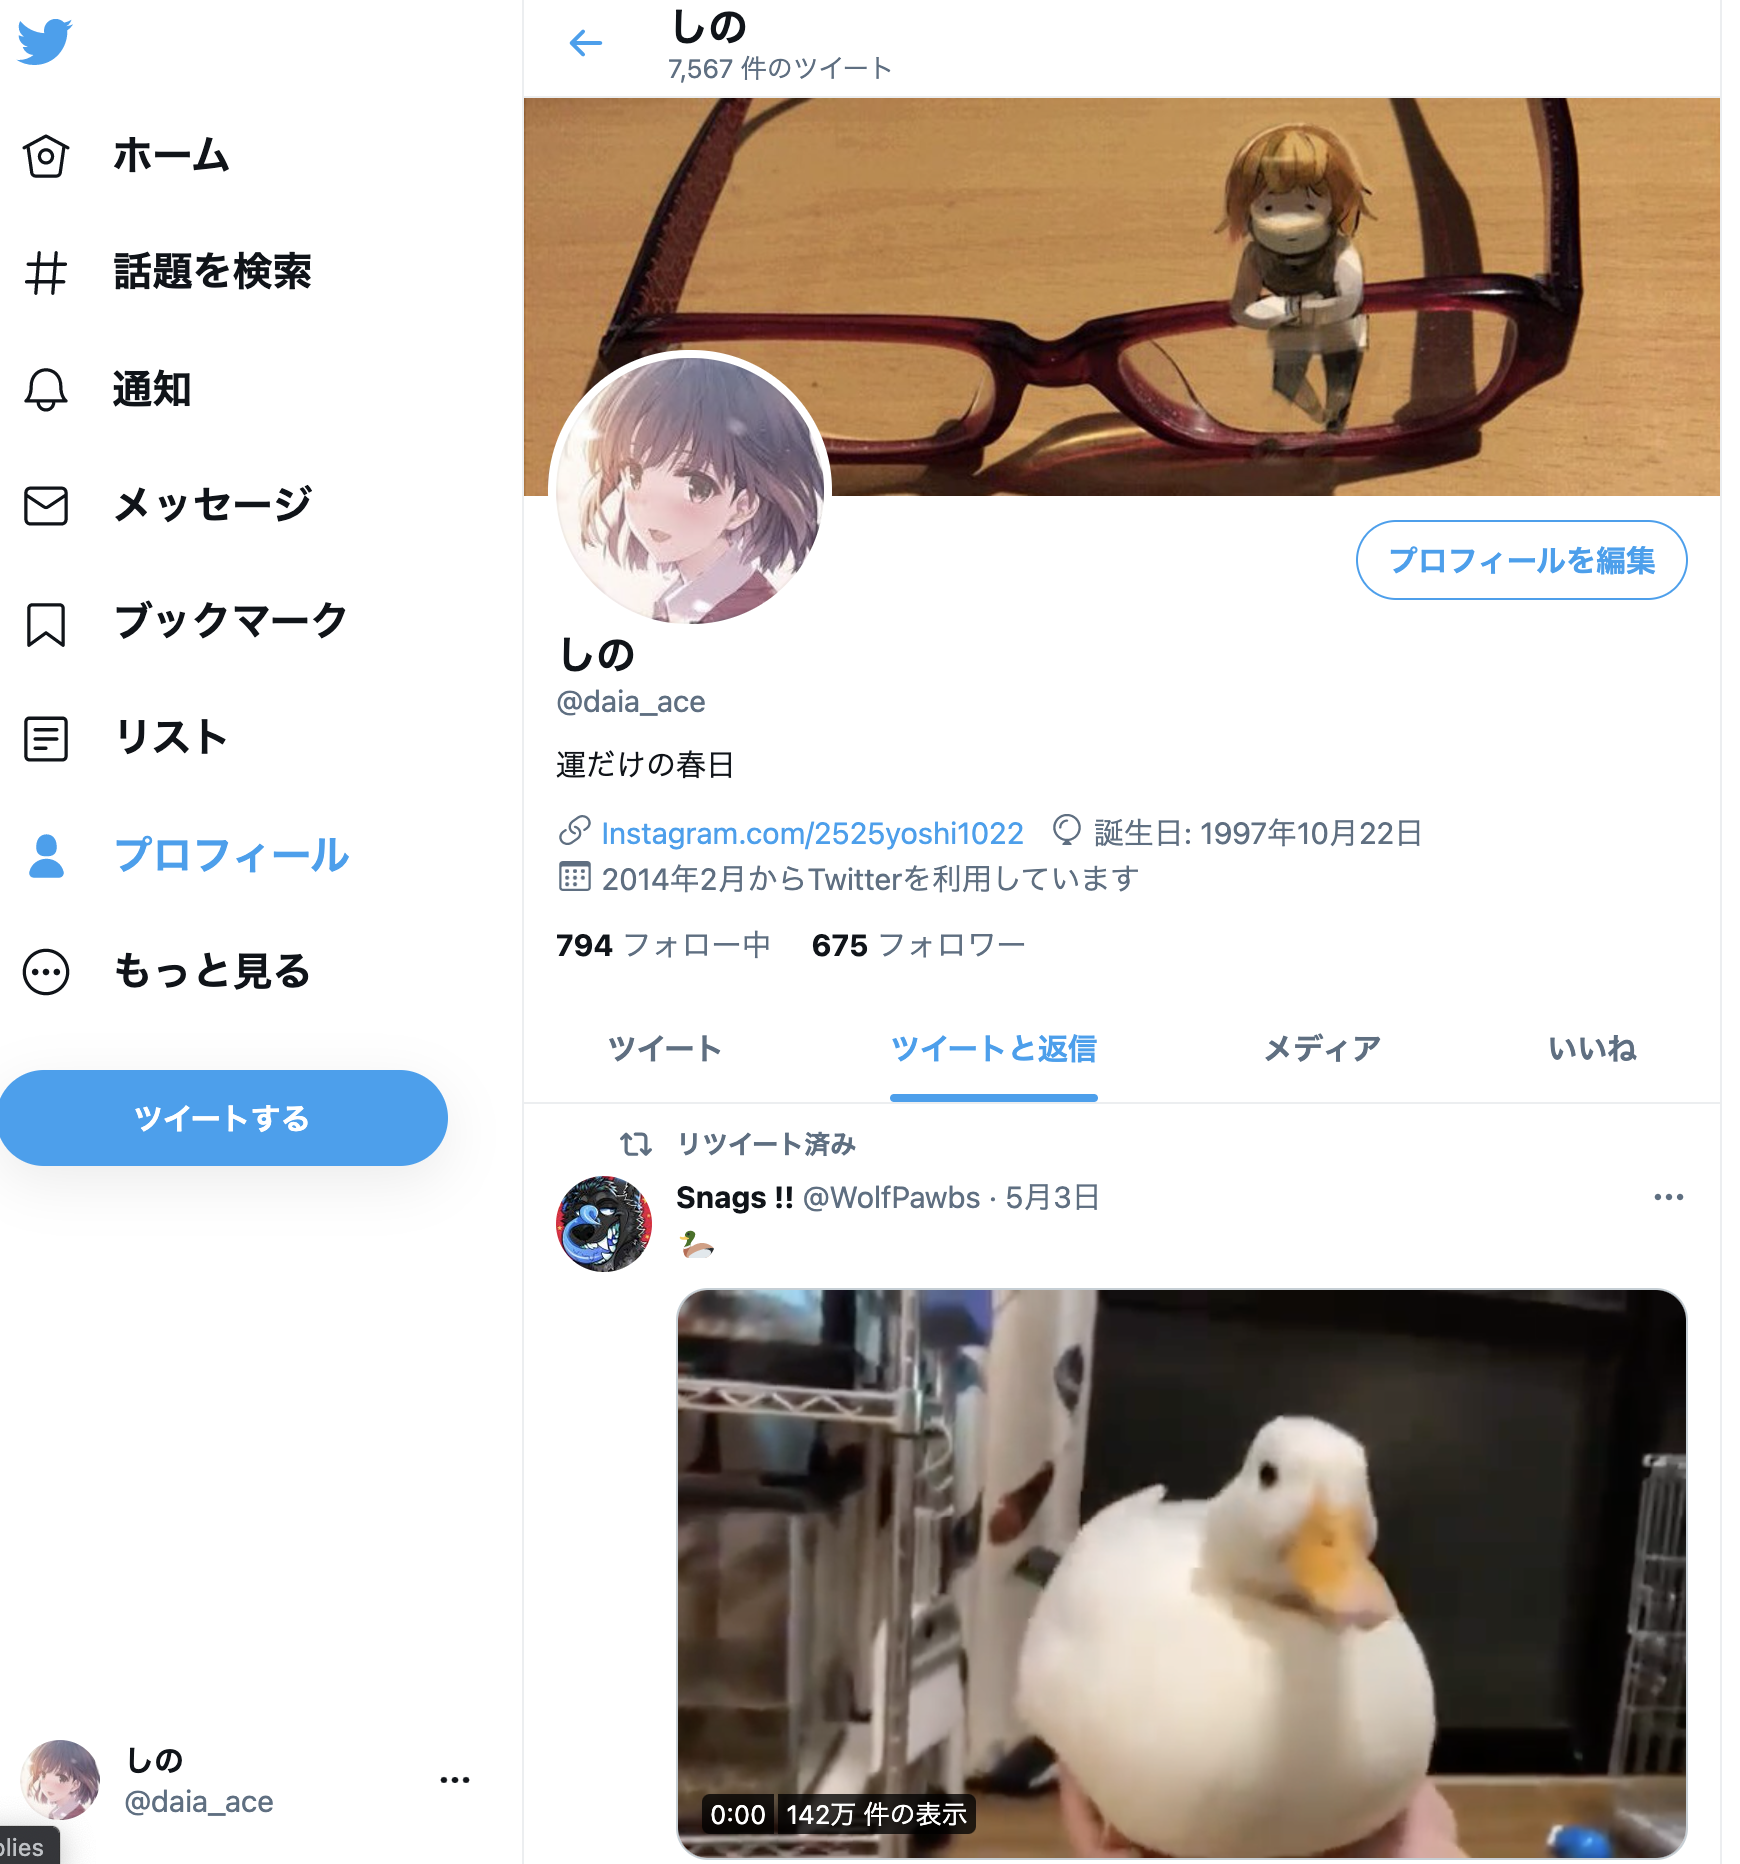 ホーム
話題を検索
通知
メッセージ
ブックマーク
リスト
プロフィール
もっと見る
ツイートする
しの
@daia_ace
しの
7,567 件のツイート
プロフィールを編集
しの
@daia_ace
運だけの春日
Instagram.com/2525yoshi1022 誕生日: 1997年10月22日
2014年2月からTwitterを利用しています
794 フォロー中 675 フォロワー
ツイート ツイートと返信 メディア いいね
リツイート済み
Snags !! @WolfPawbs · 5月3日
🦆
0:00 142万 件の表示